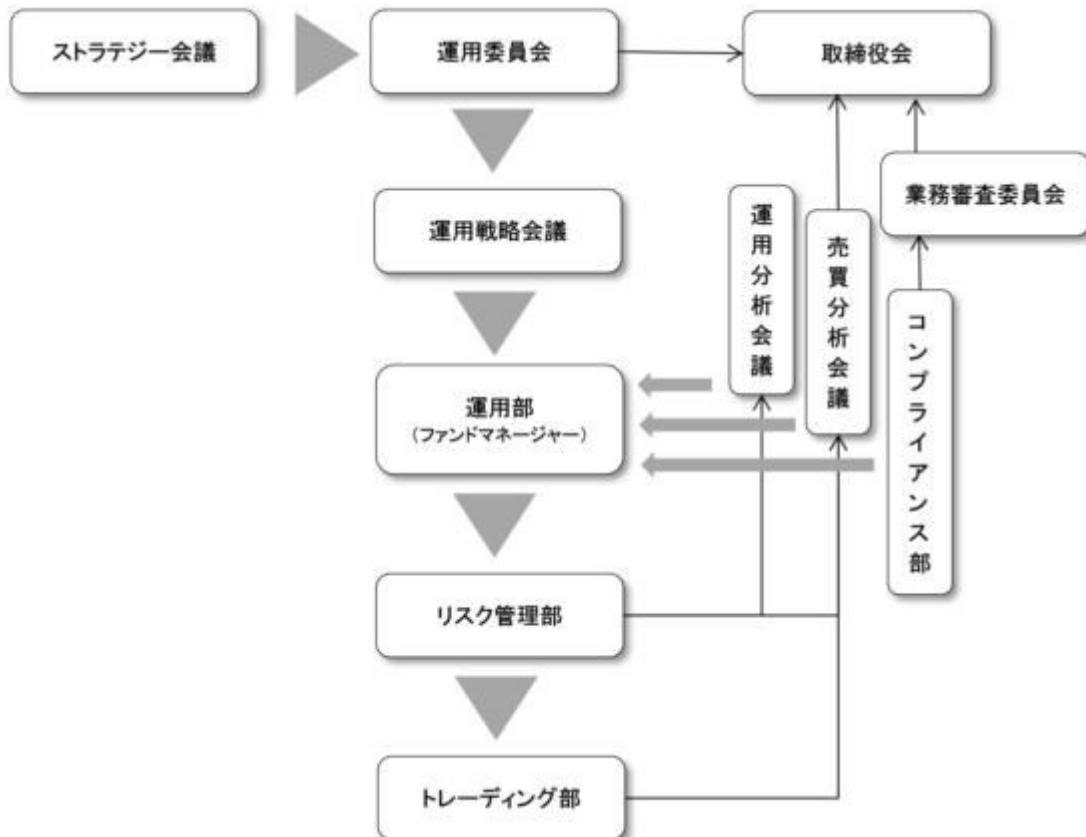 ストラテジー会議
運用委員会
取締役会
業務審査委員会
運用戦略会議
運用分析会議
売買分析会議
コンプライアンス部
運用部
（ファンドマネージャー）
リスク管理部
トレーディング部